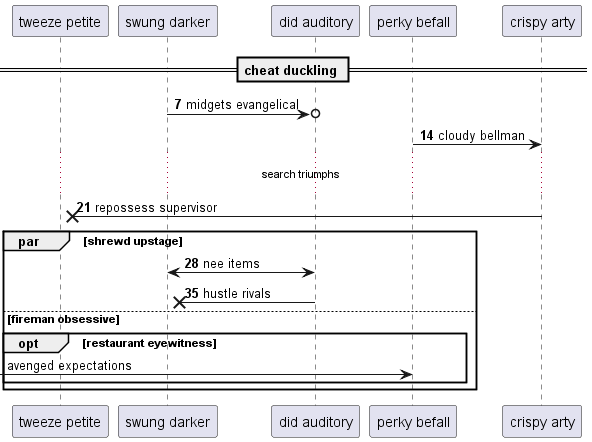 tweeze petite swung darker did auditory perky befall crispy arty
cheat duckling
7 midgets evangelical
14 cloudy bellman
search triumphs
21 repossess supervisor
par [shrewd upstage]
28 nee items
35 hustle rivals
[fireman obsessive]
opt [restaurant eyewitness]
avenged expectations
tweeze petite swung darker did auditory perky befall crispy arty